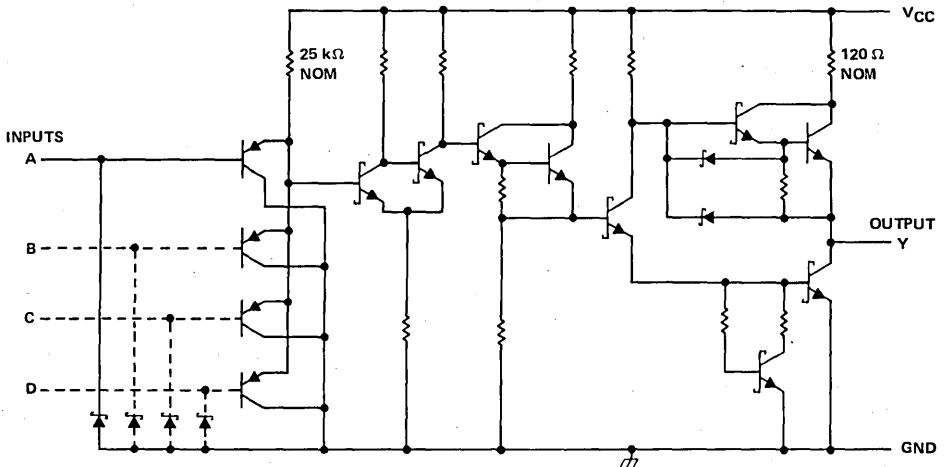 VCC
25 kΩ
NOM
120 Ω
NOM
INPUTS
A
B
C
D
OUTPUT
Y
GND